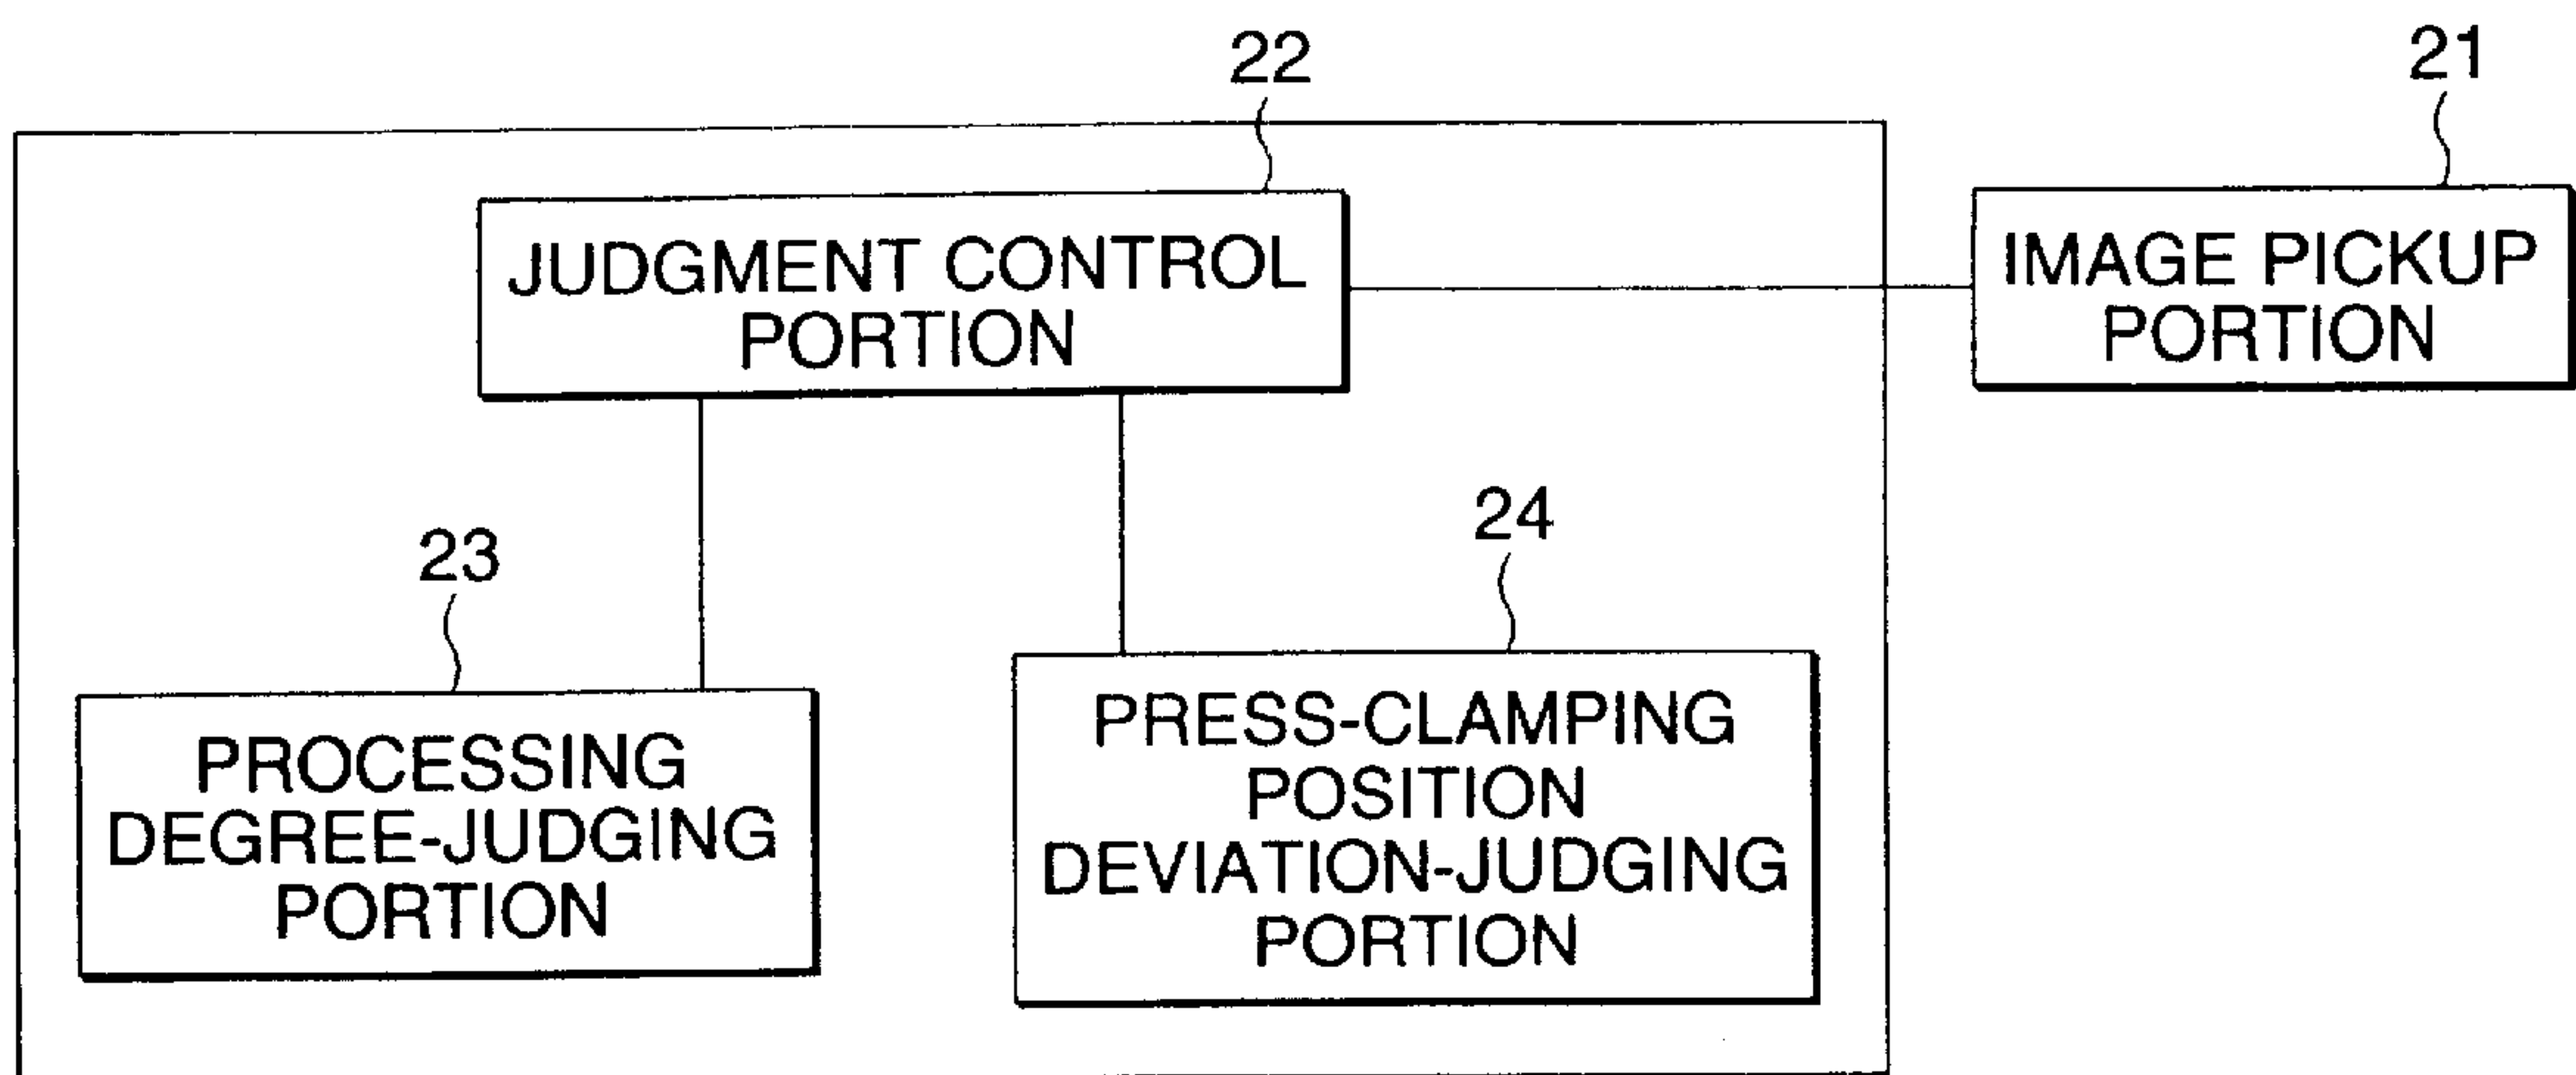 22
21
JUDGMENT CONTROL
PORTION
IMAGE PICKUP
PORTION
23
24
PROCESSING
DEGREE-JUDGING
PORTION
PRESS-CLAMPING
POSITION
DEVIATION-JUDGING
PORTION